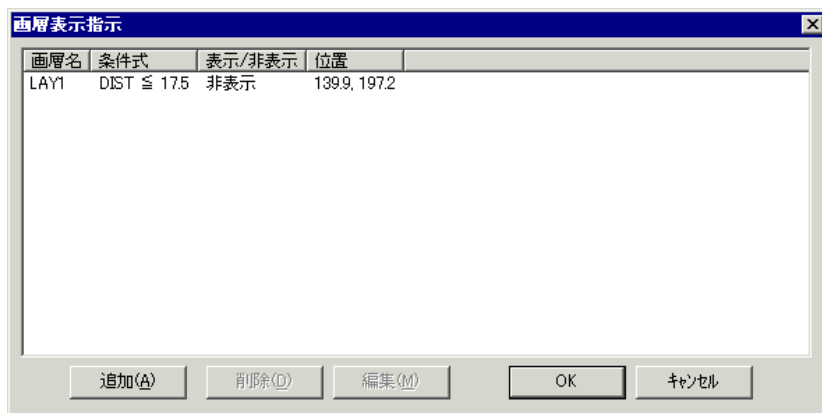 画層表示指示
画層名 条件式 表示/非表示 位置
LAY1 DIST ≦ 17.5 非表示 139.9, 197.2
追加(A) 削除(D) 編集(M) OK キャンセル